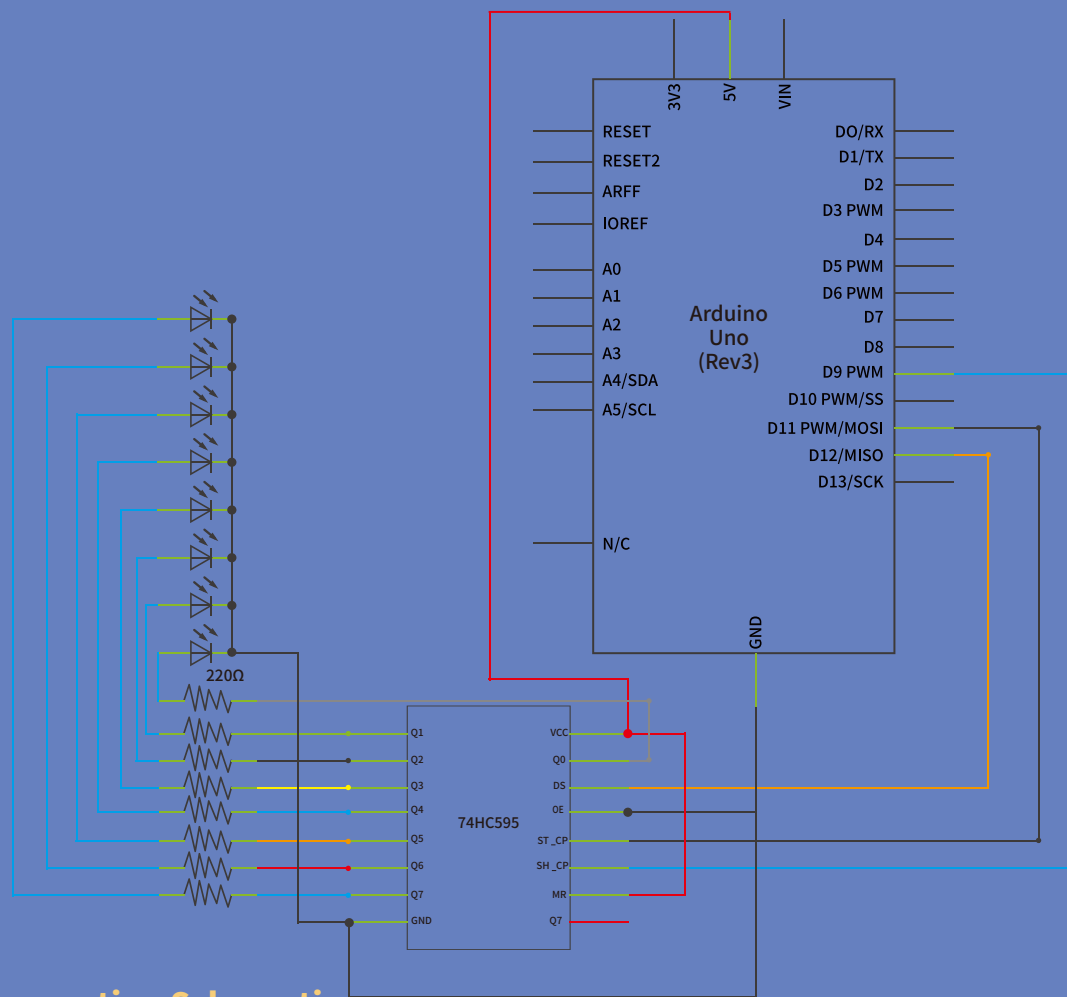 3V3
5V
VIN
RESET
RESET2
ARFF
IOREF
A0
A1
A2
A3
A4/SDA
A5/SCL
N/C
Arduino
Uno
(Rev3)
DO/RX
D1/TX
D2
D3 PWM
D4
D5 PWM
D6 PWM
D7
D8
D9 PWM
D10 PWM/SS
D11 PWM/MOSI
D12/MISO
D13/SCK
GND
220Ω
Q1
Q2
Q3
Q4
Q5
Q6
Q7
GND
74HC595
VCC
Q0
DS
OE
ST_CP
SH_CP
MR
Q7